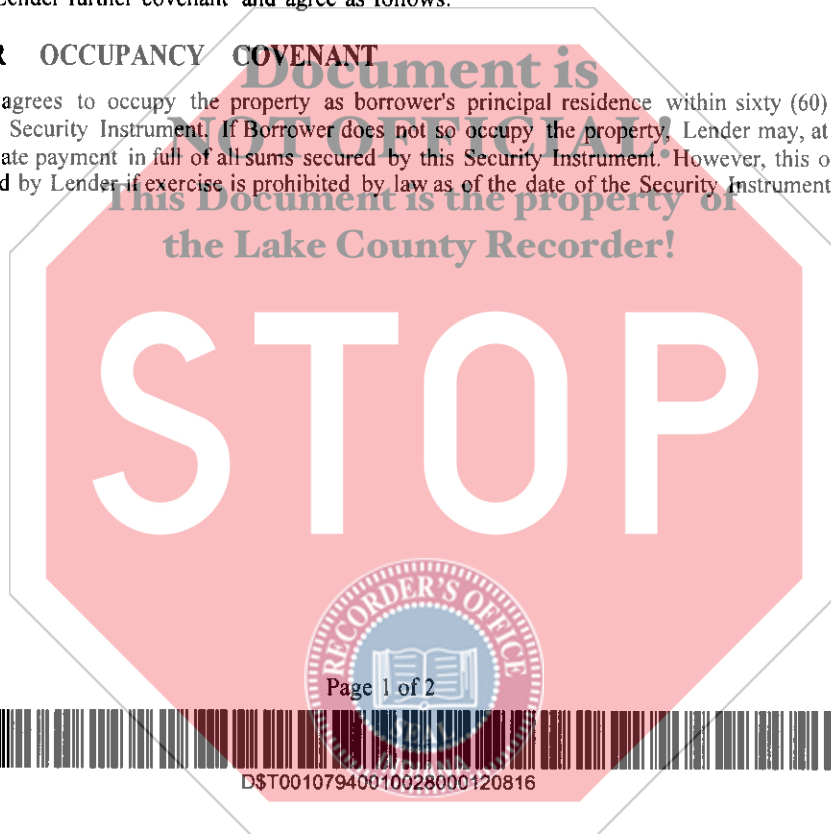 Lender further covenant and agree as follows:
R OCCUPANCY COVENANT
Document is
agrees to occupy the property as borrower's principal residence within sixty (60)
Security Instrument. If Borrower does not so occupy the property, Lender may, at
NOT OFFICIAL!
ate payment in full of all sums secured by this Security Instrument. However, this o
d by Lender if exercise is prohibited by law as of the date of the Security Instrument
This Document is the property of
the Lake County Recorder!
STOP
RECORDER'S OFFICE
Page 1 of 2
SEAL
INDIANA
D$T00107940010028000120816